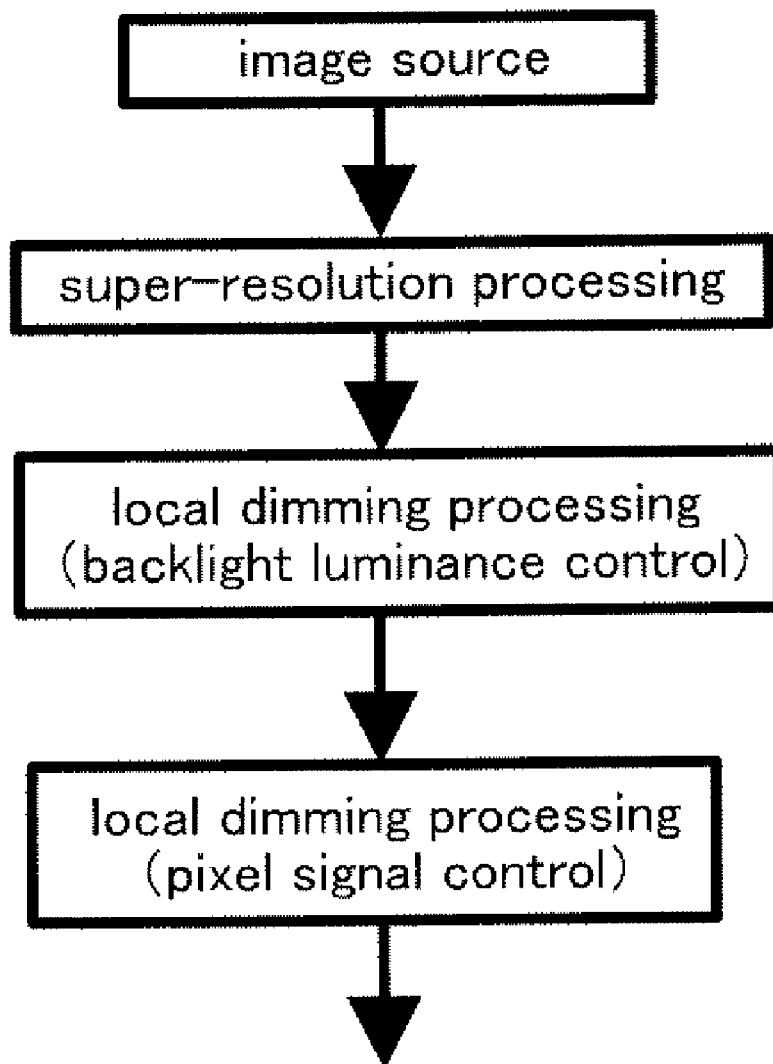 image source
super-resolution processing
local dimming processing
(backlight luminance control)
local dimming processing
(pixel signal control)